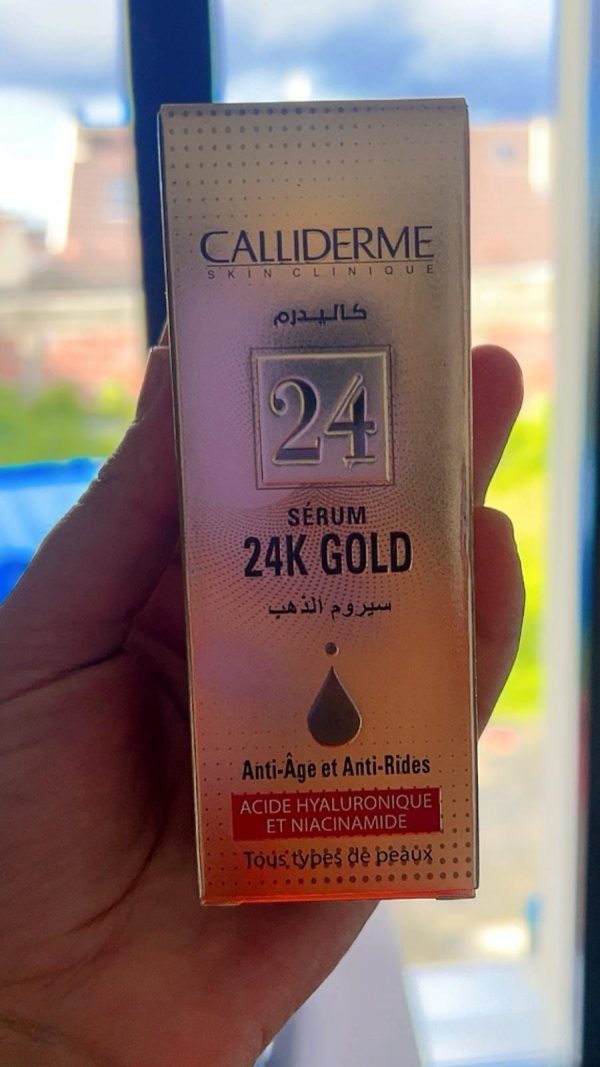 CALLIDERME
SKIN CLINIQUE
كاليدرم
24
SÉRUM
24K GOLD
سيروم الذهب
Anti-Âge et Anti-Rides
ACIDE HYALURONIQUE
ET NIACINAMIDE
Tous types de peaux